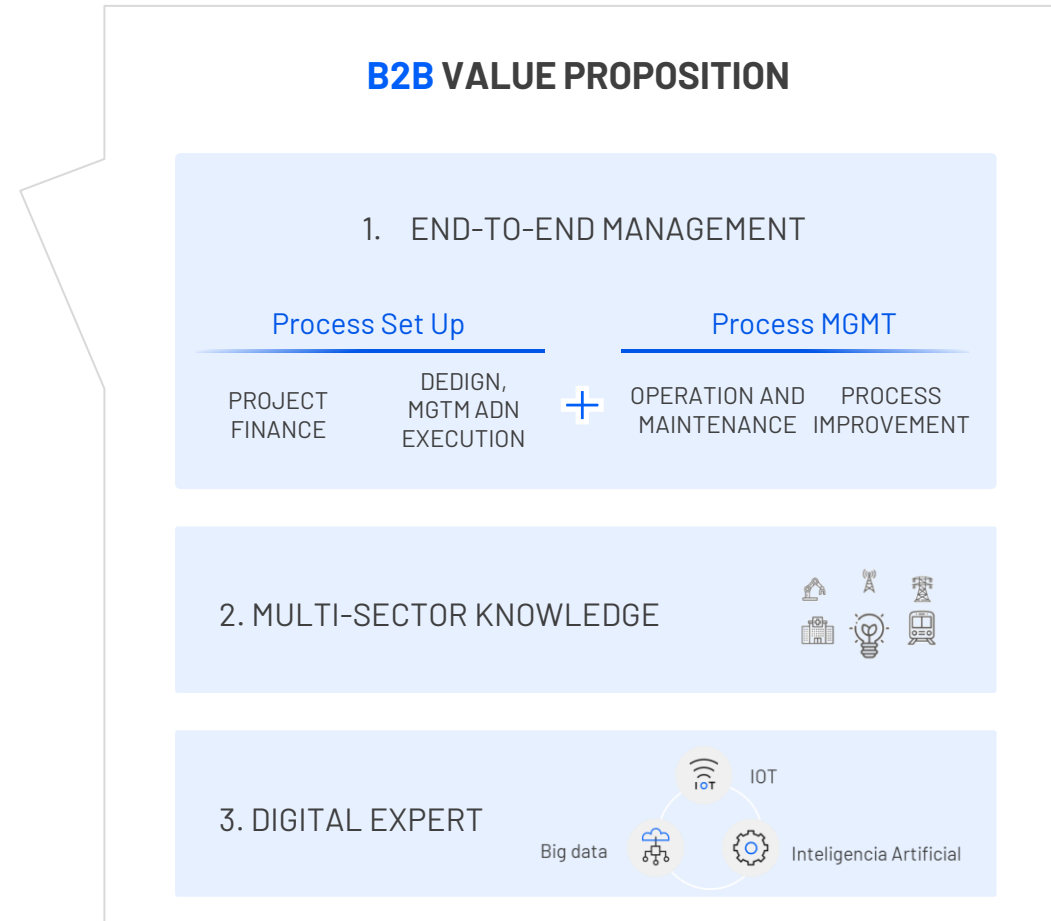 B2B VALUE PROPOSITION
1. END-TO-END MANAGEMENT
Process Set Up
PROJECT
FINANCE
DEDIGN,
MGTM ADN
EXECUTION
Process MGMT
OPERATION AND
MAINTENANCE
PROCESS
IMPROVEMENT
2. MULTI-SECTOR KNOWLEDGE
3. DIGITAL EXPERT
IOT
IOT
Big data
Inteligencia Artificial